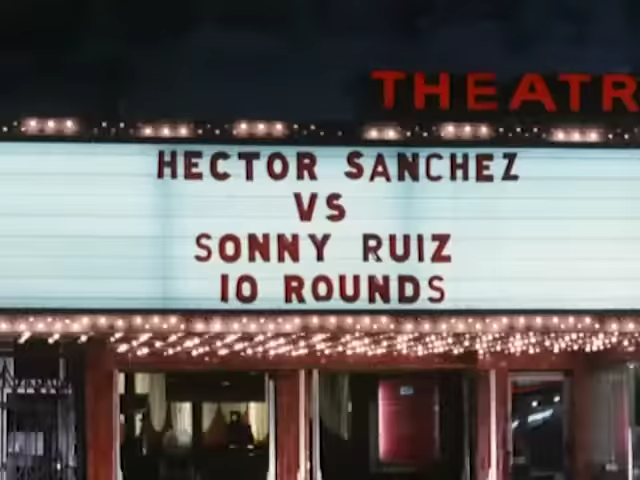 THEATR
HECTOR SANCHEZ
VS
SONNY RUIZ
10 ROUNDS